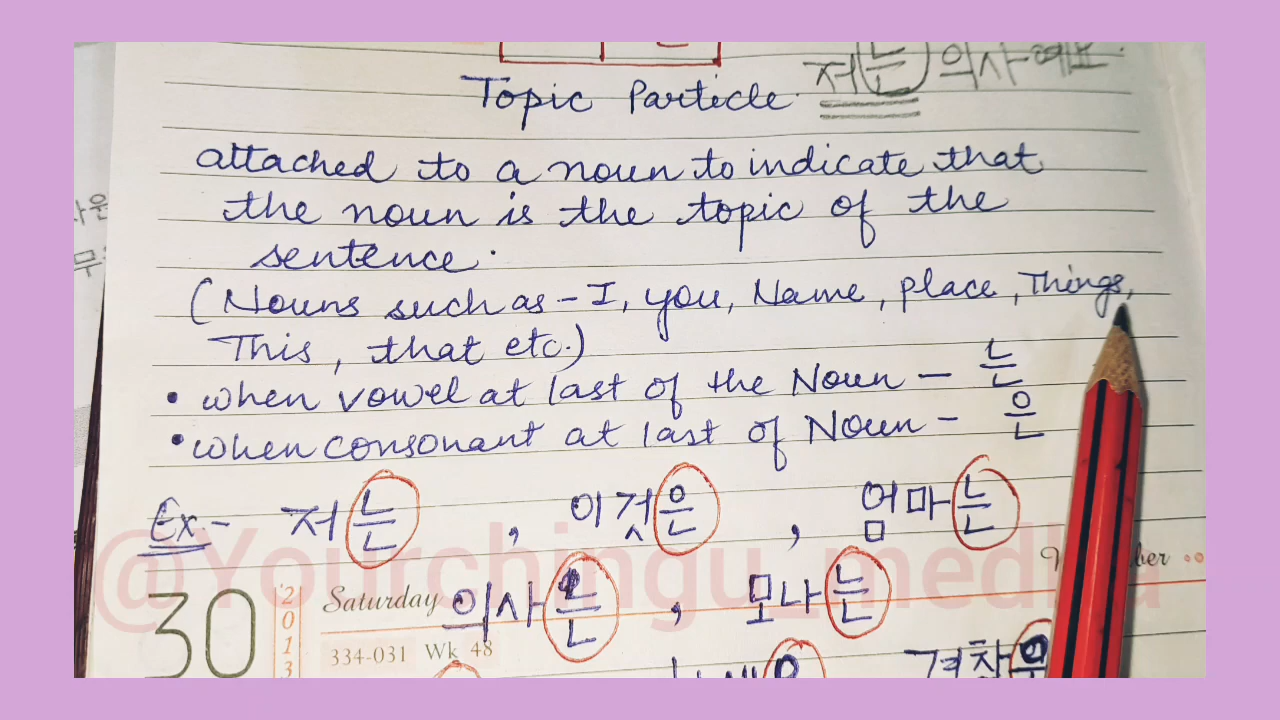 저는 의사예요.
Topic Particle.
attached to a noun to indicate that
the noun is the topic of the
sentence.
(Nouns such as - I, you, Name, place, Things,
This, that etc.)
• when vowel at last of the Noun - 는
• when consonant at last of Noun - 은
Ex- 저는 , 이것은 , 엄마는
@Yourchingu_media
의사는 , 모나는
30
2013
Saturday
334-031 Wk 48
경찰은